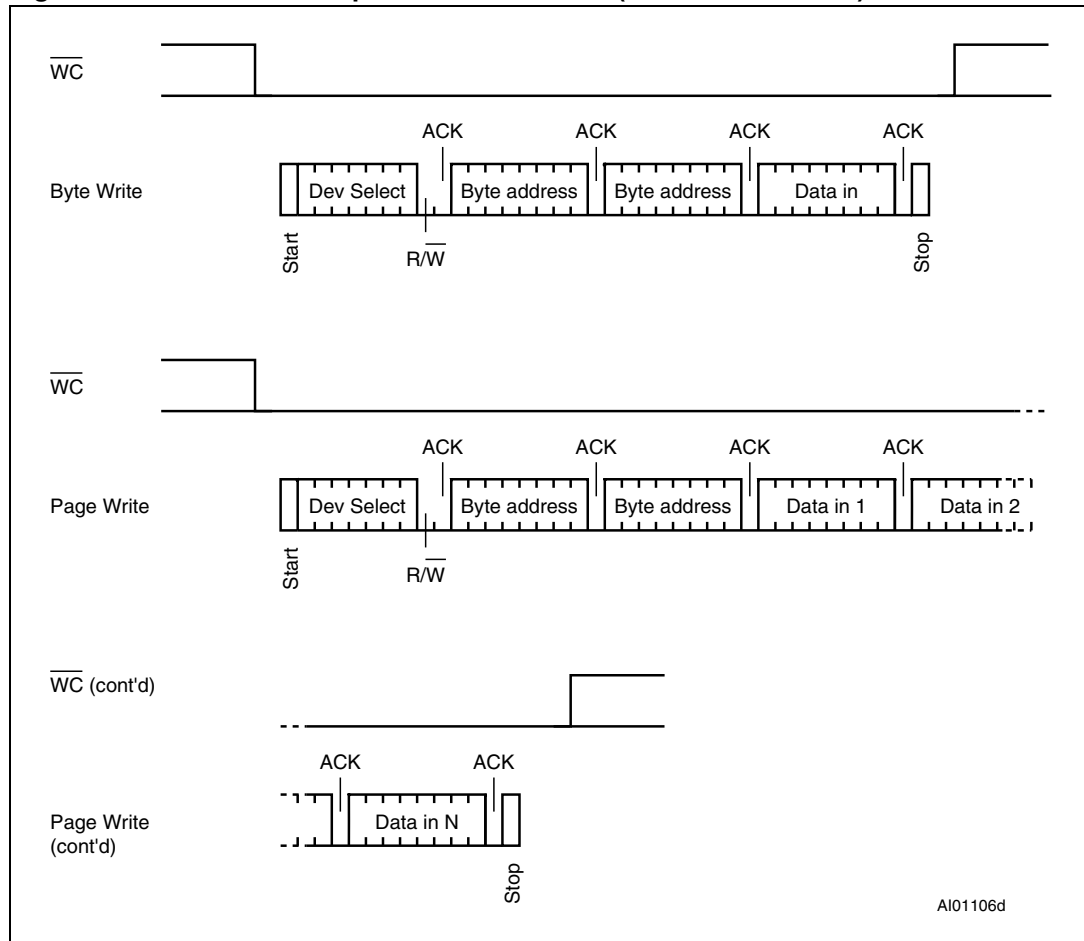 WC
ACK ACK ACK ACK
Byte Write Dev Select Byte address Byte address Data in
Start R/W Stop
WC
ACK ACK ACK ACK
Page Write Dev Select Byte address Byte address Data in 1 Data in 2
Start R/W
WC (cont'd)
ACK ACK
Page Write Data in N
(cont'd)
Stop
AI01106d